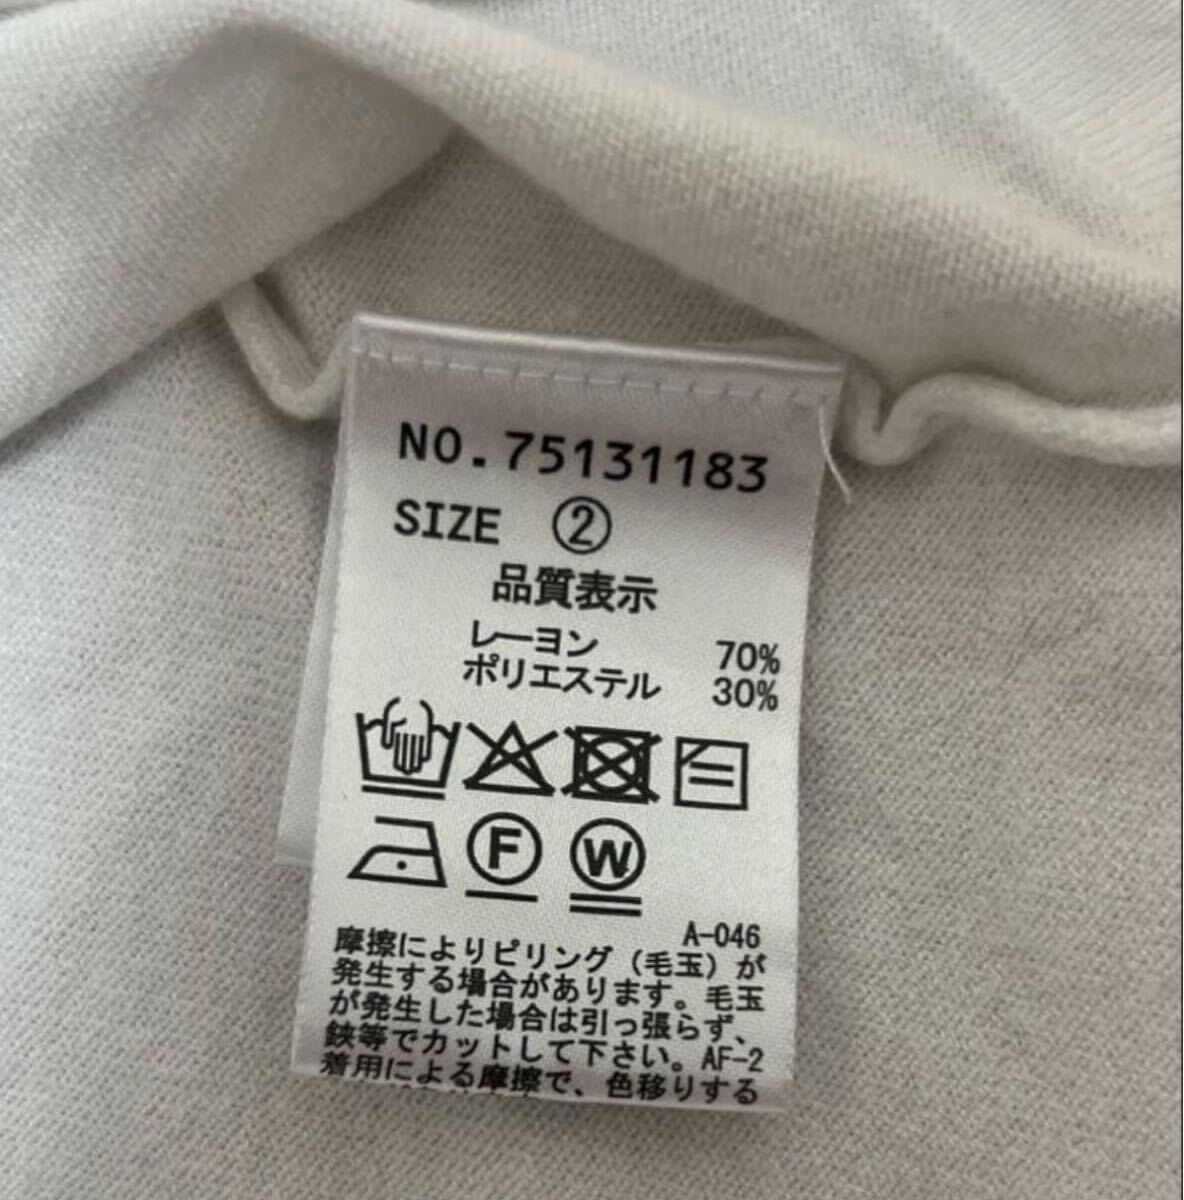 NO.75131183
SIZE ②
品質表示
レーヨン 70%
ポリエステル 30%
F W
A-046
摩擦によりピリング(毛玉)が
発生する場合があります。毛玉
が発生した場合は引っ張らず、
鋏等でカットして下さい。AF-2
着用による摩擦で、色移りする